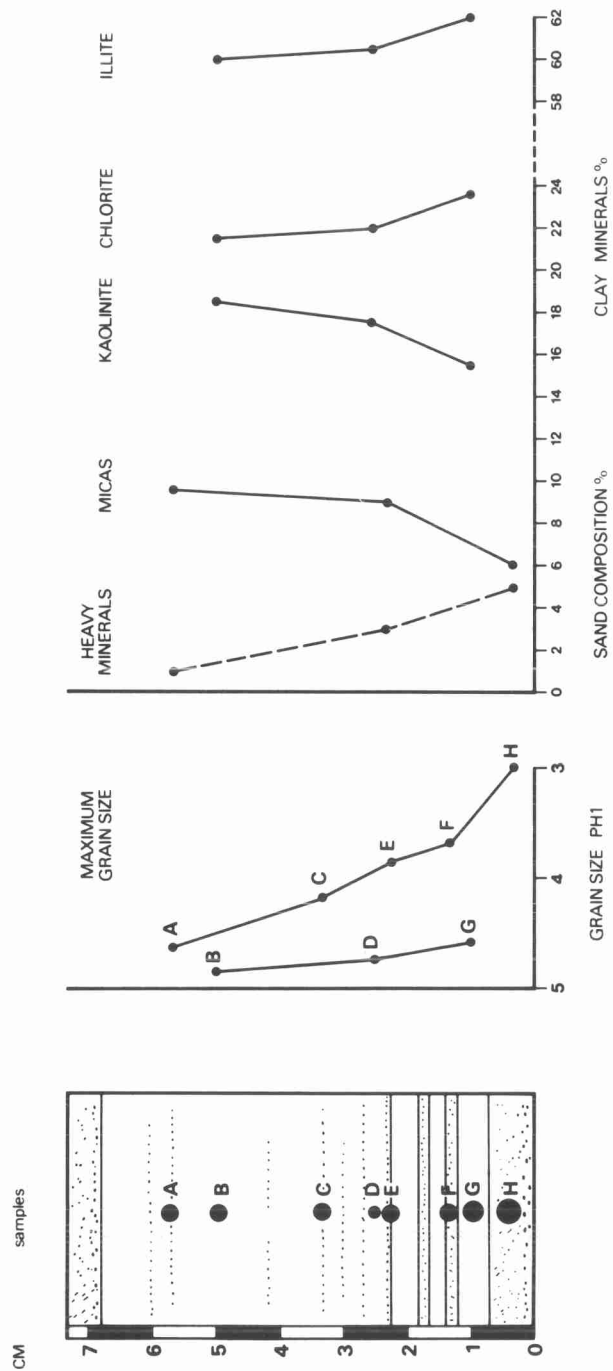 CM
samples
7
6
5
4
3
2
1
0
A
B
C
D
E
F
G
H
MAXIMUM
GRAIN SIZE
A
B
C
D
E
F
G
H
5
4
3
GRAIN SIZE PH1
HEAVY
MINERALS
MICAS
KAOLINITE
CHLORITE
ILLITE
0
2
4
6
8
10
14
16
18
20
22
24
58
60
62
SAND COMPOSITION %
CLAY MINERALS %